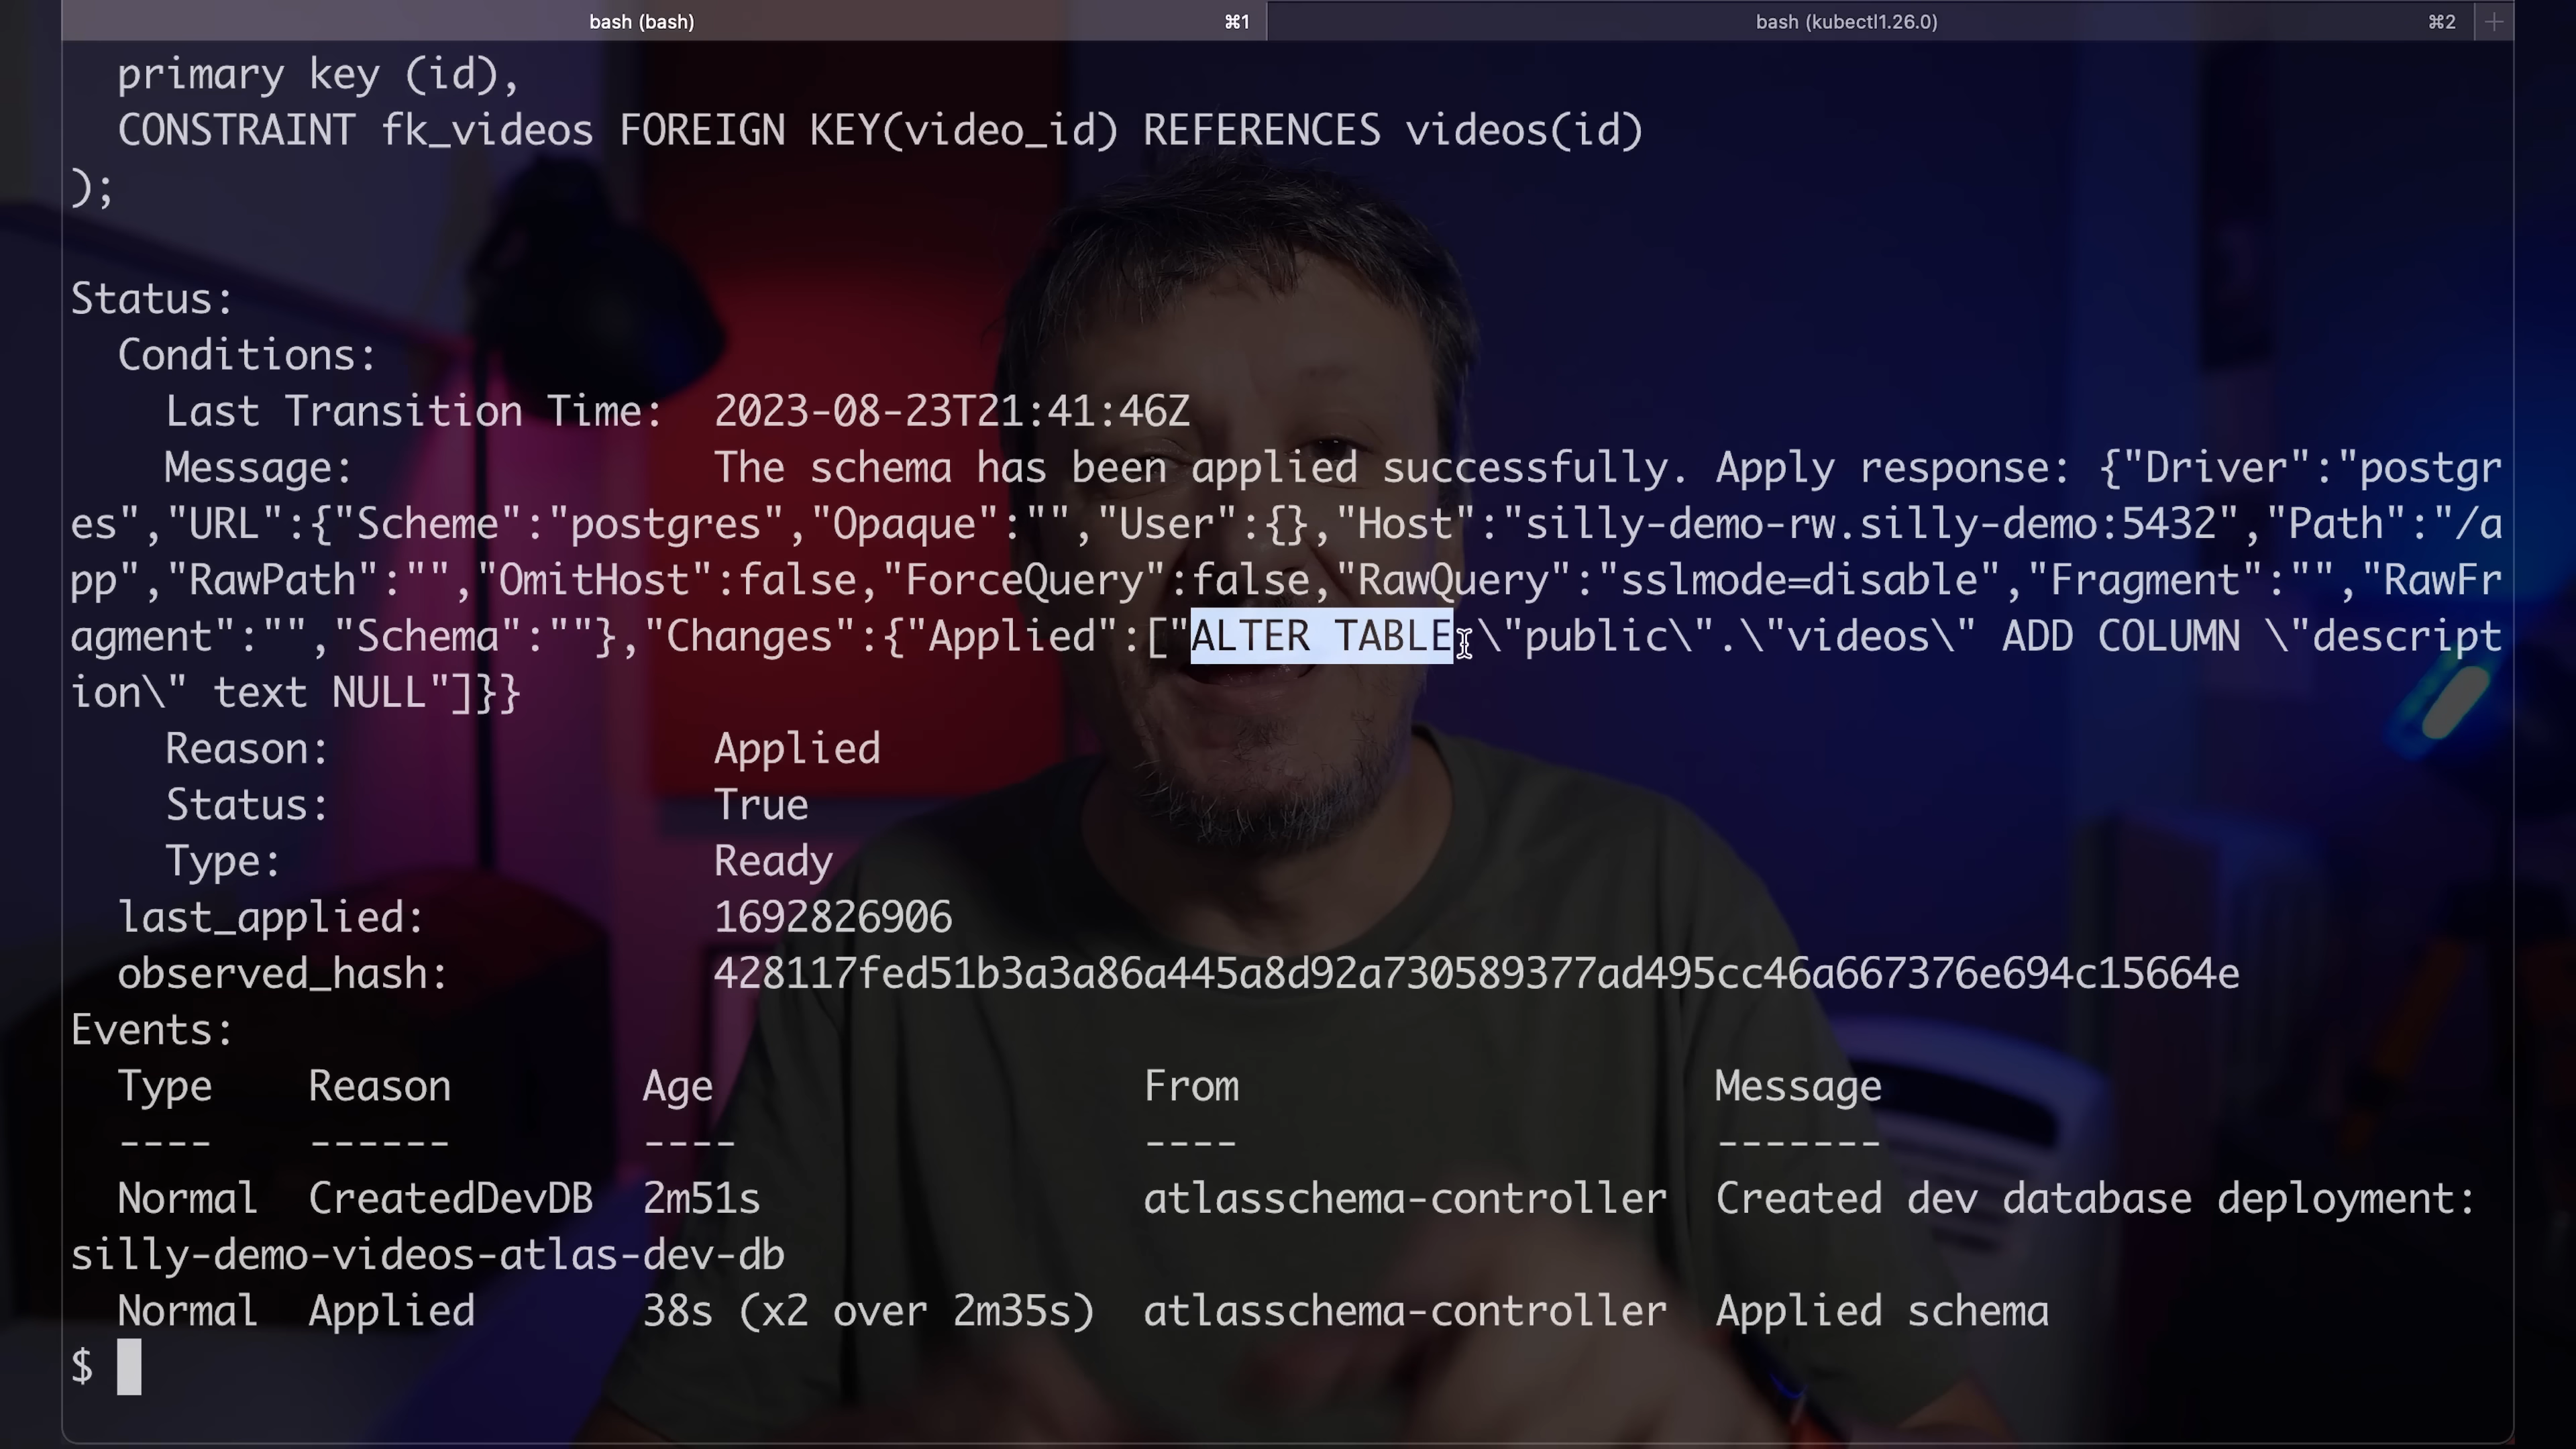 bash (bash) ⌘1 bash (kubectl1.26.0) ⌘2 +
primary key (id),
CONSTRAINT fk_videos FOREIGN KEY(video_id) REFERENCES videos(id)
);
Status:
Conditions:
Last Transition Time: 2023-08-23T21:41:46Z
Message: The schema has been applied successfully. Apply response: {"Driver":"postgr
es","URL":{"Scheme":"postgres","Opaque":"","User":{},"Host":"silly-demo-rw.silly-demo:5432","Path":"/a
pp","RawPath":"","OmitHost":false,"ForceQuery":false,"RawQuery":"sslmode=disable","Fragment":"","RawFr
agment":"","Schema":""},"Changes":{"Applied":["ALTER TABLE \"public\".\"videos\" ADD COLUMN \"descript
ion\" text NULL"]}}
Reason: Applied
Status: True
Type: Ready
last_applied: 1692826906
observed_hash: 428117fed51b3a3a86a445a8d92a730589377ad495cc46a667376e694c15664e
Events:
Type Reason Age From Message
---- ------ ---- ---- -------
Normal CreatedDevDB 2m51s atlasschema-controller Created dev database deployment:
silly-demo-videos-atlas-dev-db
Normal Applied 38s (x2 over 2m35s) atlasschema-controller Applied schema
$